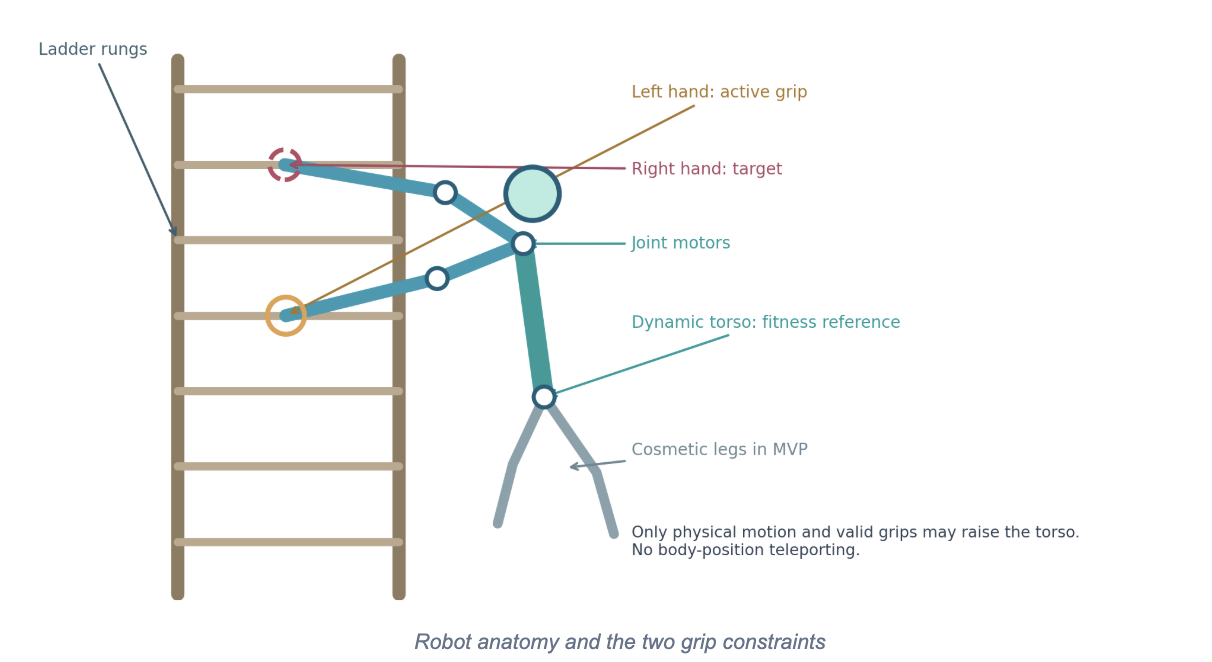 Ladder rungs
Left hand: active grip
Right hand: target
Joint motors
Dynamic torso: fitness reference
Cosmetic legs in MVP
Only physical motion and valid grips may raise the torso.
No body-position teleporting.
Robot anatomy and the two grip constraints